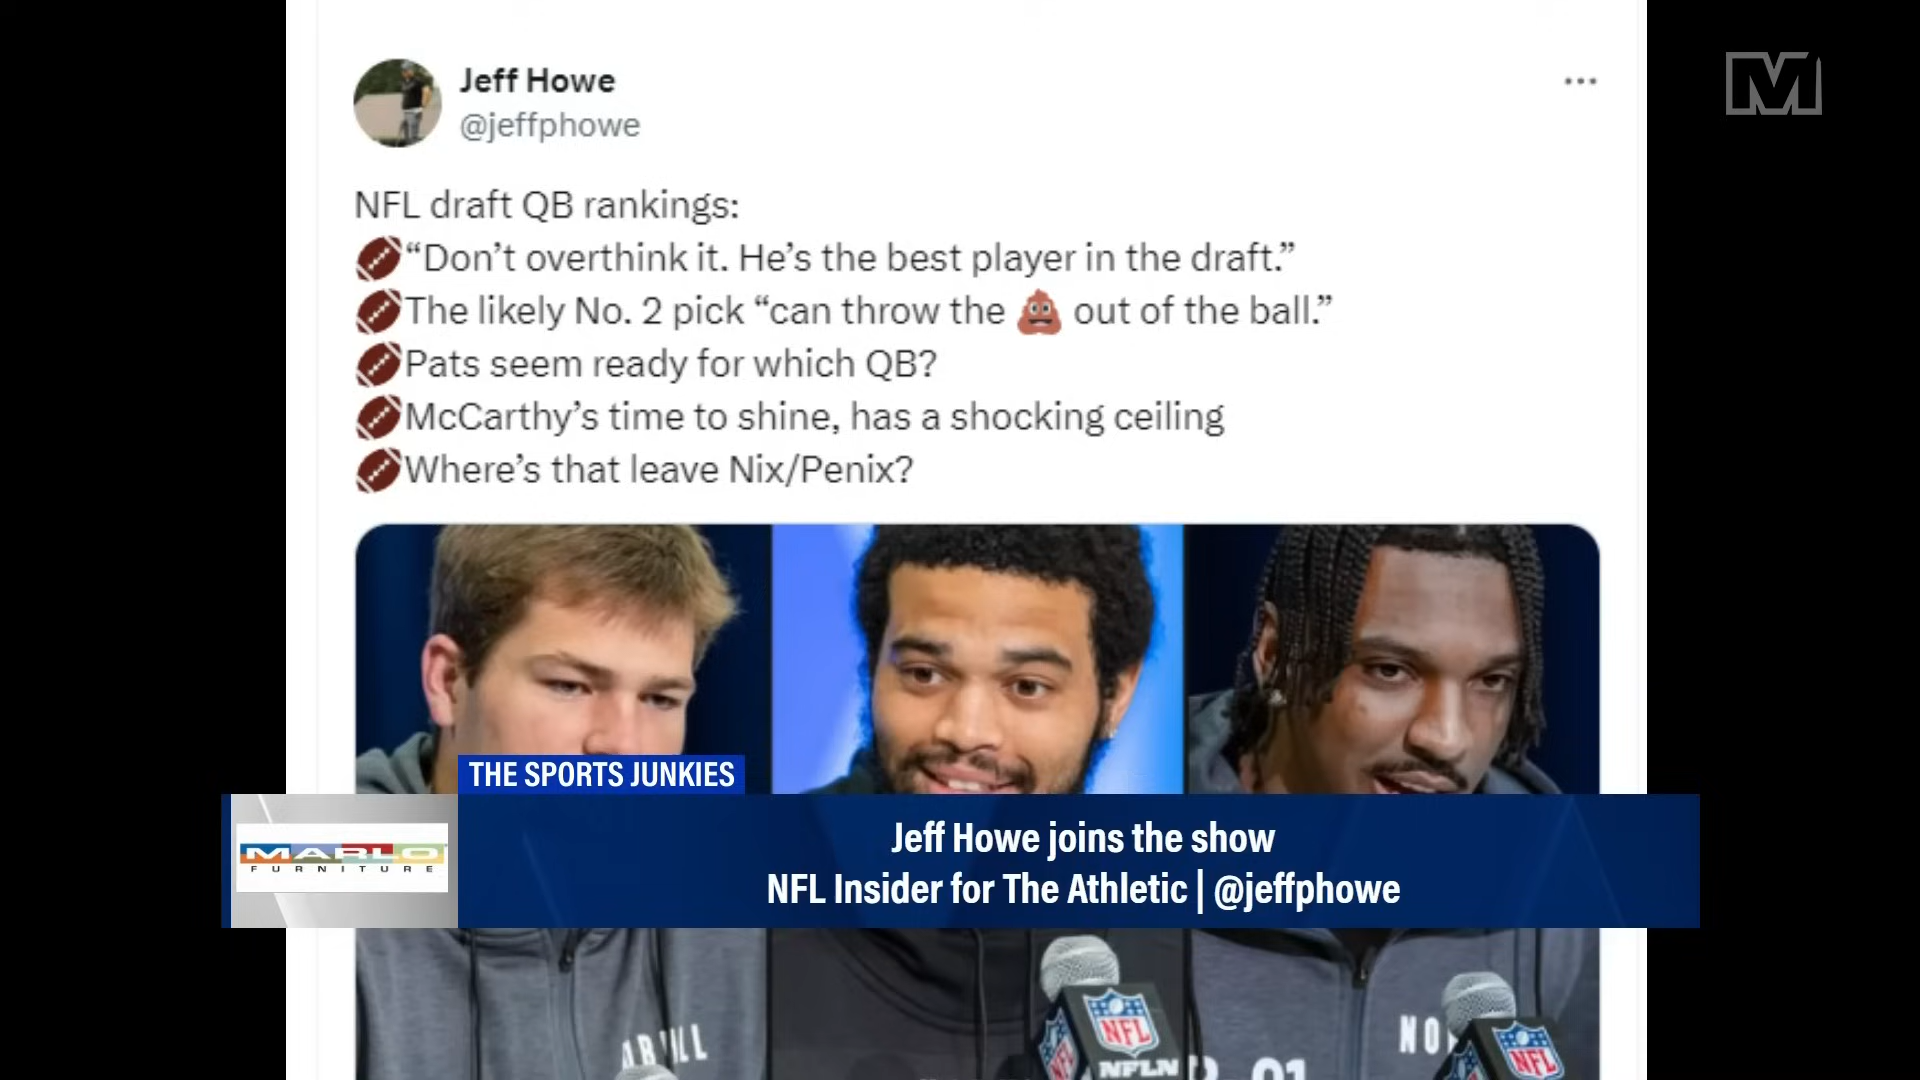 Jeff Howe
@jeffphowe
NFL draft QB rankings:
🏈“Don’t overthink it. He’s the best player in the draft.”
🏈The likely No. 2 pick “can throw the 💩 out of the ball.”
🏈Pats seem ready for which QB?
🏈McCarthy’s time to shine, has a shocking ceiling
🏈Where’s that leave Nix/Penix?
THE SPORTS JUNKIES
MARLO
FURNITURE
Jeff Howe joins the show
NFL Insider for The Athletic | @jeffphowe
NFL
NFLN
NFL
M